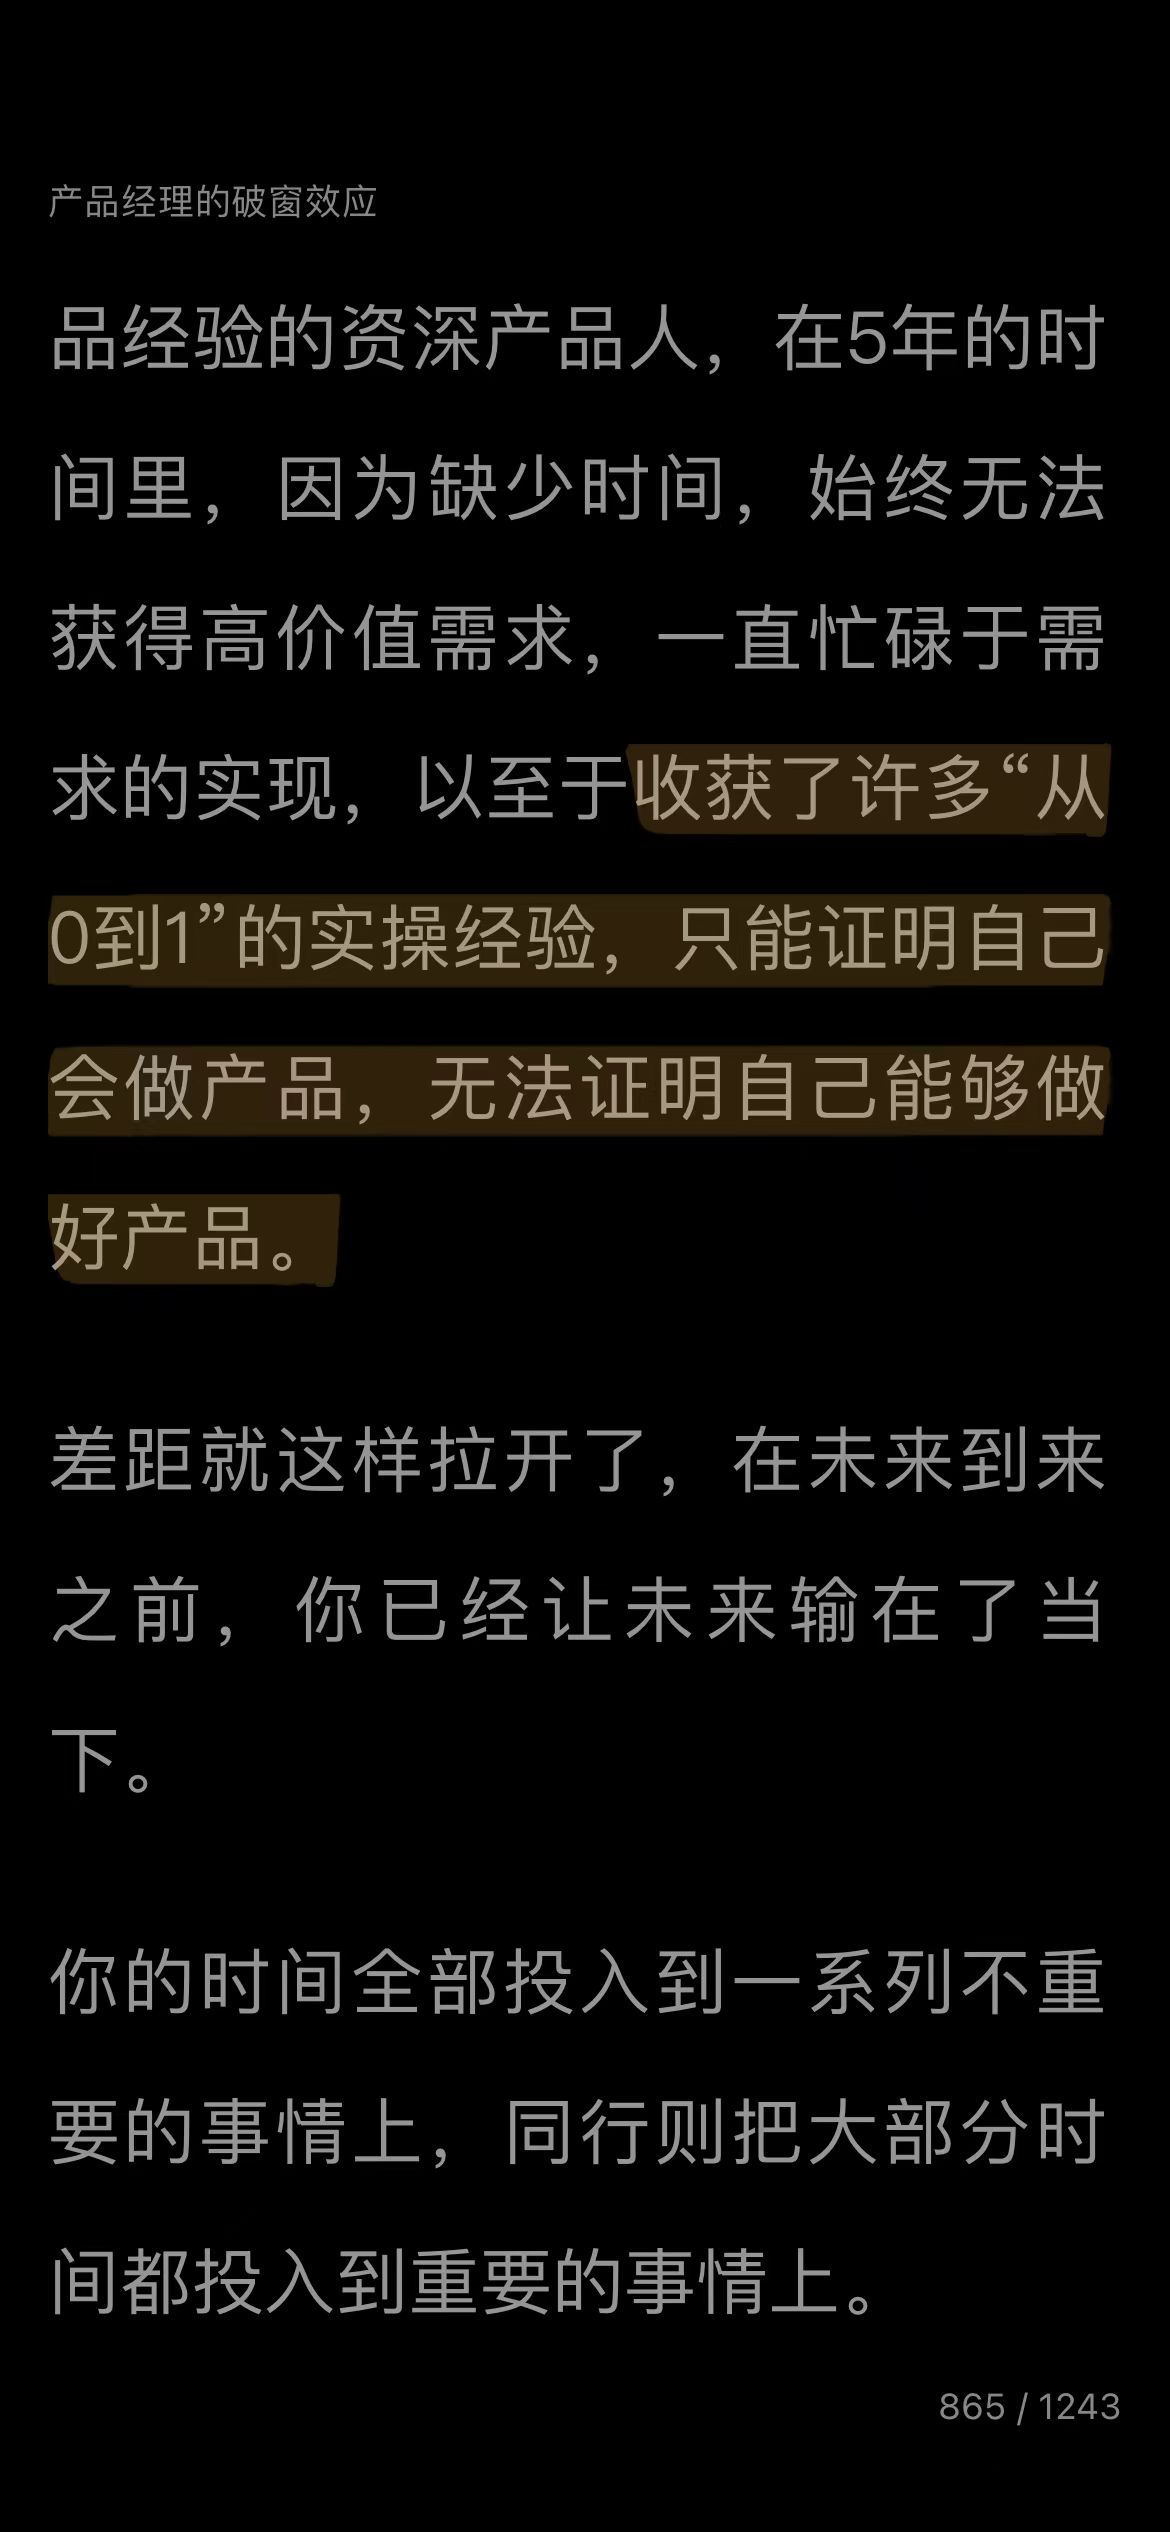 产品经理的破窗效应
品经验的资深产品人，在5年的时
间里，因为缺少时间，始终无法
获得高价值需求，一直忙碌于需
求的实现，以至于收获了许多“从
0到1”的实操经验，只能证明自己
会做产品，无法证明自己能够做
好产品。
差距就这样拉开了，在未来到来
之前，你已经让未来输在了当
下。
你的时间全部投入到一系列不重
要的事情上，同行则把大部分时
间都投入到重要的事情上。
865 / 1243